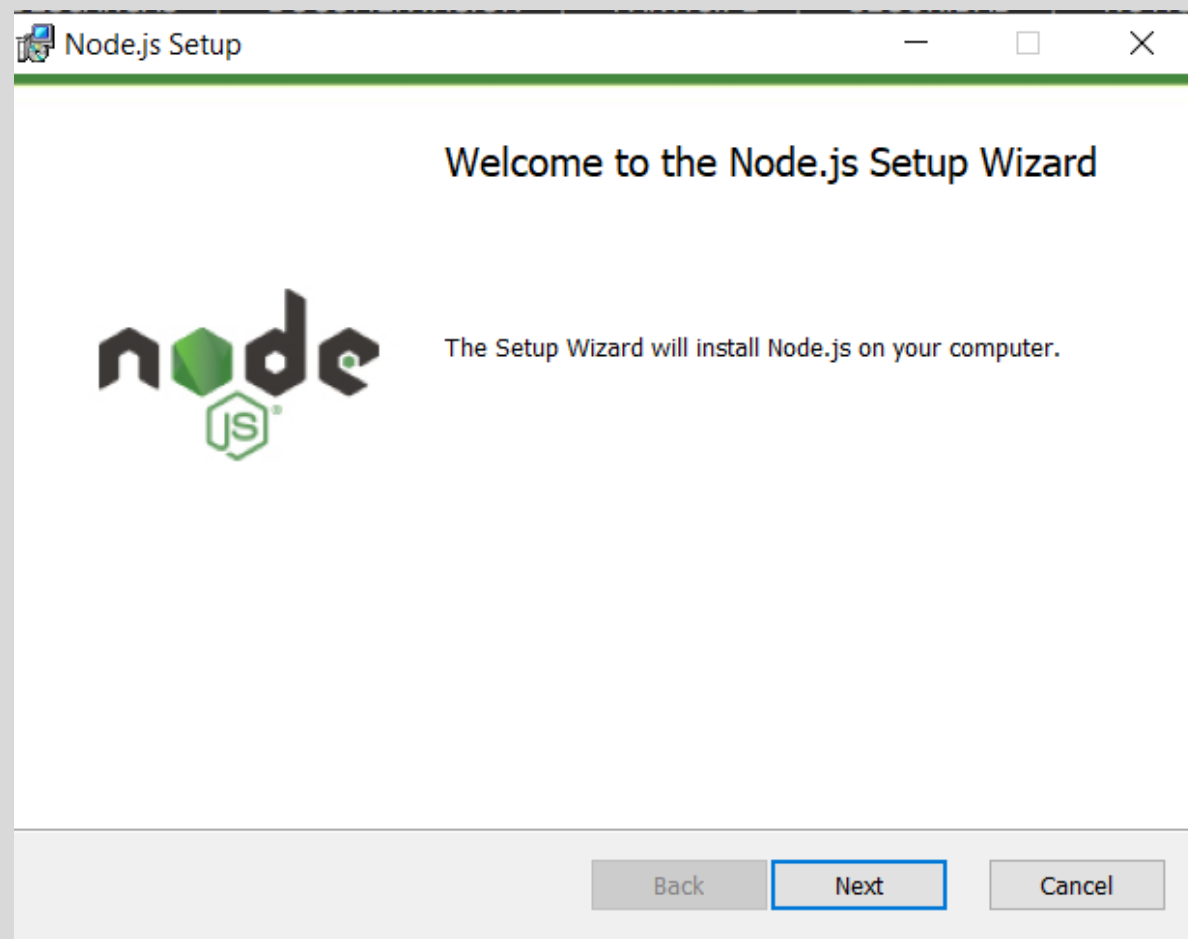 Node.js Setup
Welcome to the Node.js Setup Wizard
The Setup Wizard will install Node.js on your computer.
node
JS®
Back
Next
Cancel